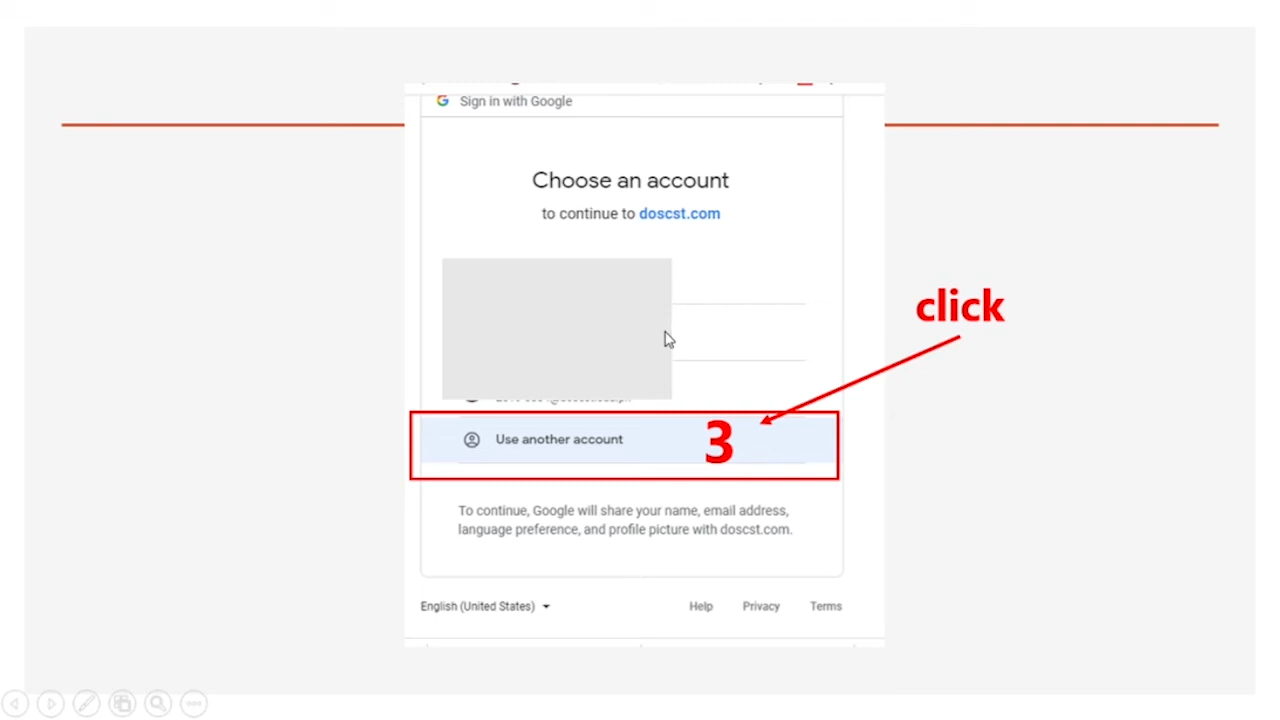 Sign in with Google
Choose an account
to continue to doscst.com
click
Use another account
3
To continue, Google will share your name, email address,
language preference, and profile picture with doscst.com.
English (United States)
Help
Privacy
Terms